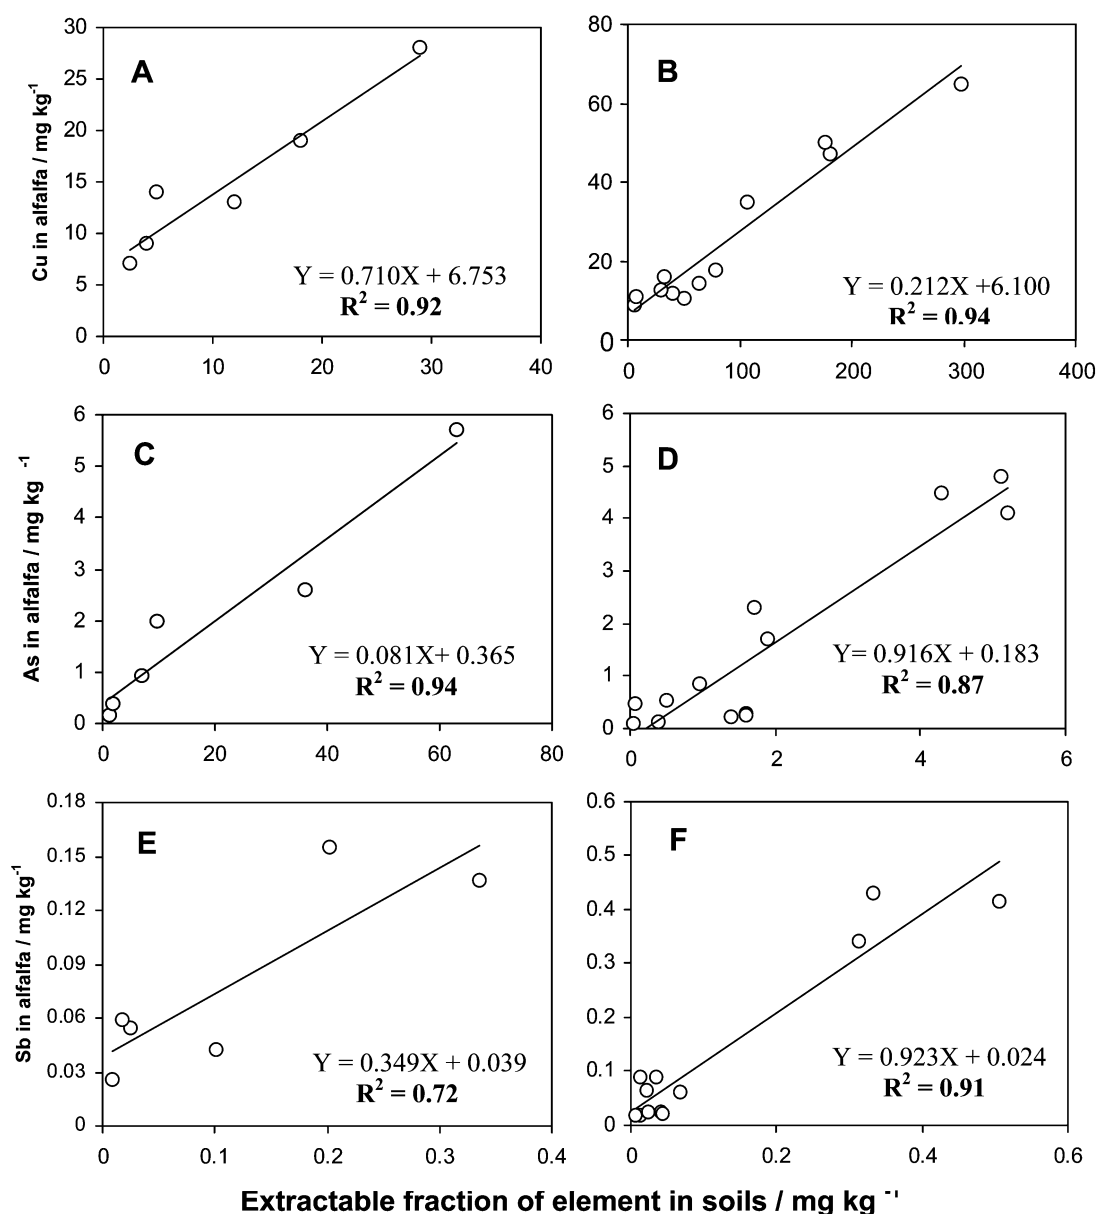 A
Cu in alfalfa / mg kg⁻¹
30
25
20
15
10
5
0
0 10 20 30 40
Y = 0.710X + 6.753
R² = 0.92
B
80
60
40
20
0
0 100 200 300 400
Y = 0.212X +6.100
R² = 0.94
C
As in alfalfa / mg kg ⁻¹
6
5
4
3
2
1
0
0 20 40 60 80
Y = 0.081X+ 0.365
R² = 0.94
D
6
5
4
3
2
1
0
0 2 4 6
Y= 0.916X + 0.183
R² = 0.87
E
Sb in alfalfa / mg kg⁻¹
0.18
0.15
0.12
0.09
0.06
0.03
0
0 0.1 0.2 0.3 0.4
Y = 0.349X + 0.039
R² = 0.72
F
0.6
0.5
0.4
0.3
0.2
0.1
0
0 0.2 0.4 0.6
Y = 0.923X + 0.024
R² = 0.91
Extractable fraction of element in soils / mg kg ⁻¹